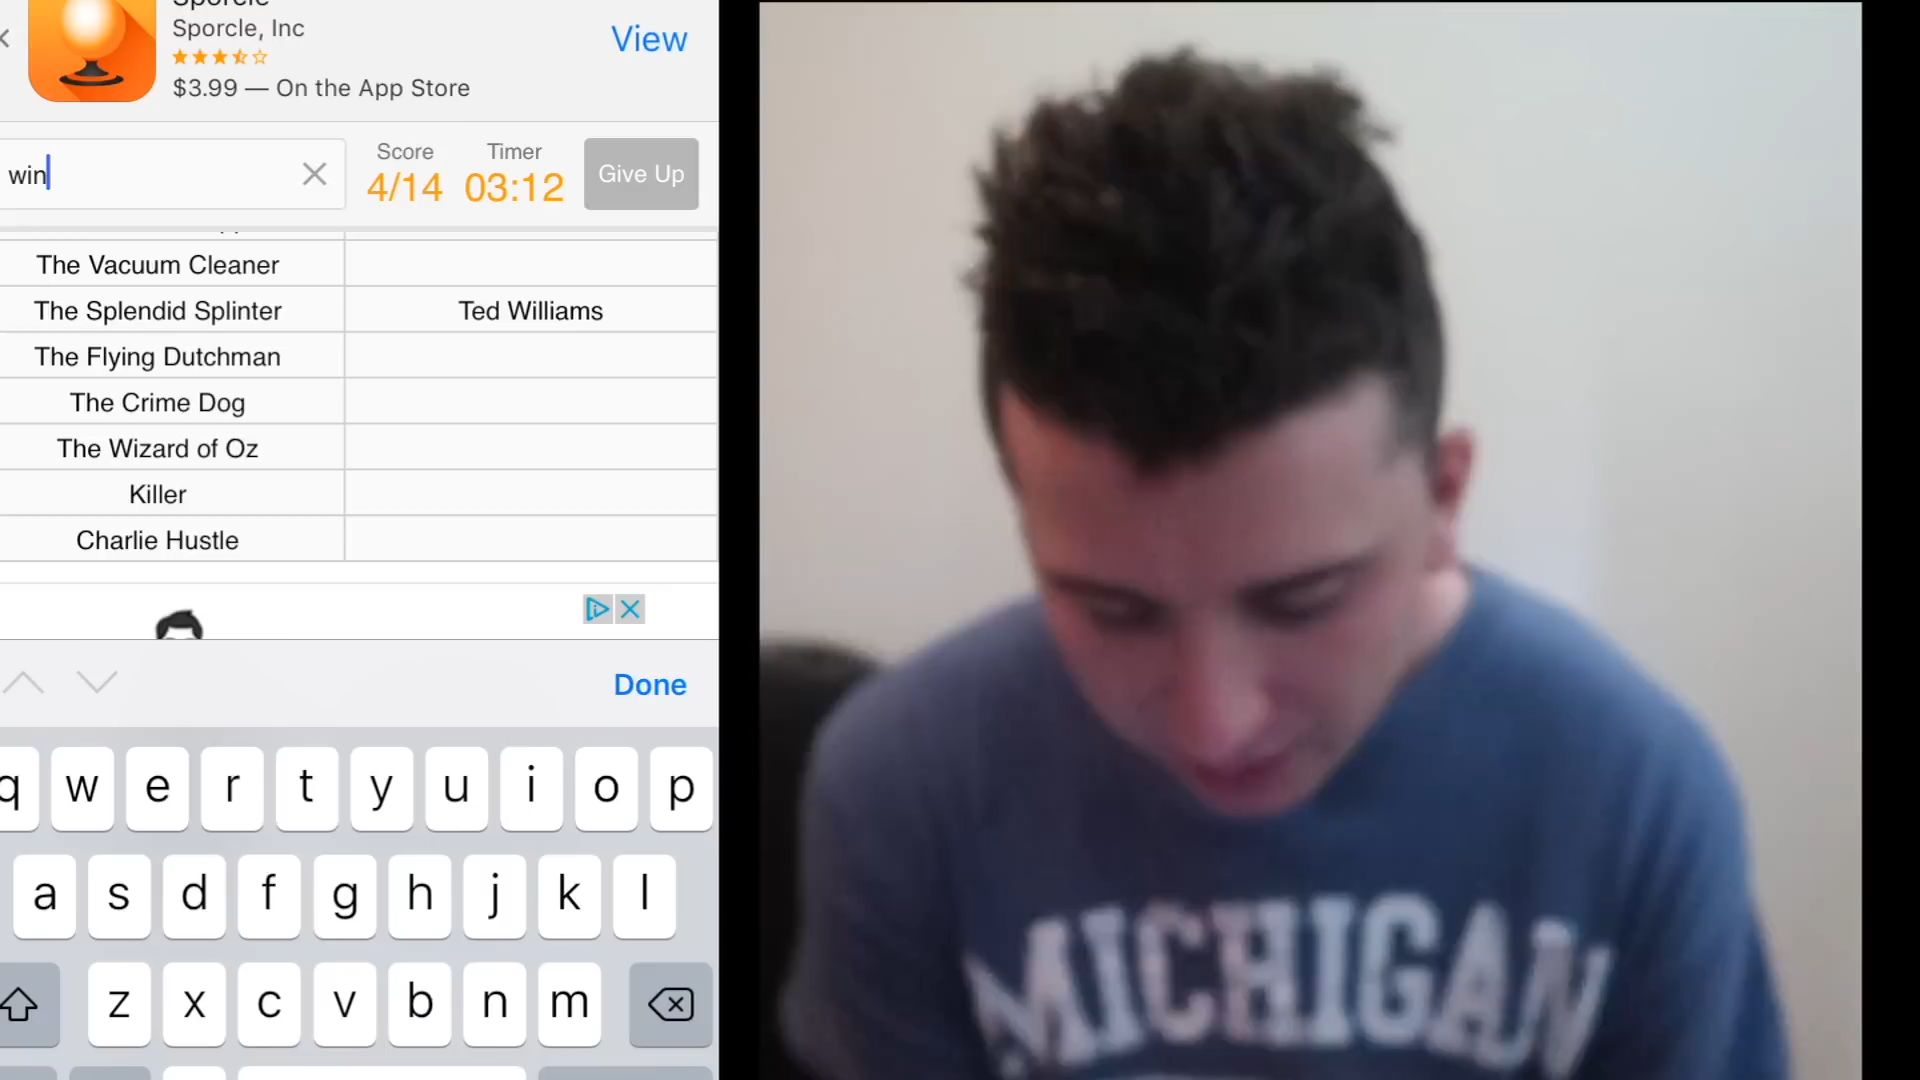 Sporcle
Sporcle, Inc
$3.99 — On the App Store
View
win
Score
4/14
Timer
03:12
Give Up
The Vacuum Cleaner
The Splendid Splinter
Ted Williams
The Flying Dutchman
The Crime Dog
The Wizard of Oz
Killer
Charlie Hustle
Done
q w e r t y u i o p
a s d f g h j k l
z x c v b n m
MICHIGAN